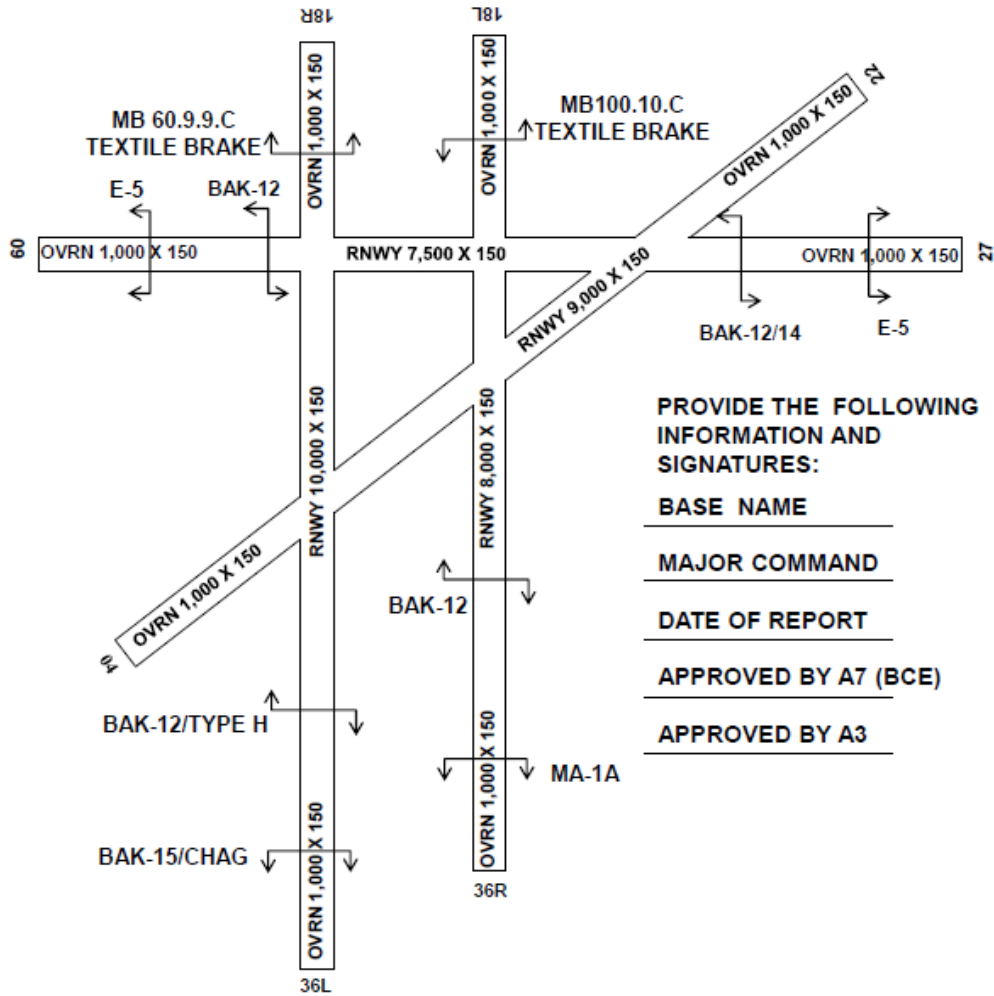 18R
18L
22
MB 60.9.9.C
TEXTILE BRAKE
OVRN 1,000 X 150
OVRN 1,000 X 150
MB100.10.C
TEXTILE BRAKE
OVRN 1,000 X 150
E-5
BAK-12
09
OVRN 1,000 X 150
RNWY 7,500 X 150
RNWY 9,000 X 150
OVRN 1,000 X 150
27
BAK-12/14
E-5
RNWY 10,000 X 150
RNWY 8,000 X 150
OVRN 1,000 X 150
04
BAK-12
BAK-12/TYPE H
OVRN 1,000 X 150
MA-1A
BAK-15/CHAG
OVRN 1,000 X 150
36R
36L
PROVIDE THE FOLLOWING
INFORMATION AND
SIGNATURES:
BASE NAME
MAJOR COMMAND
DATE OF REPORT
APPROVED BY A7 (BCE)
APPROVED BY A3